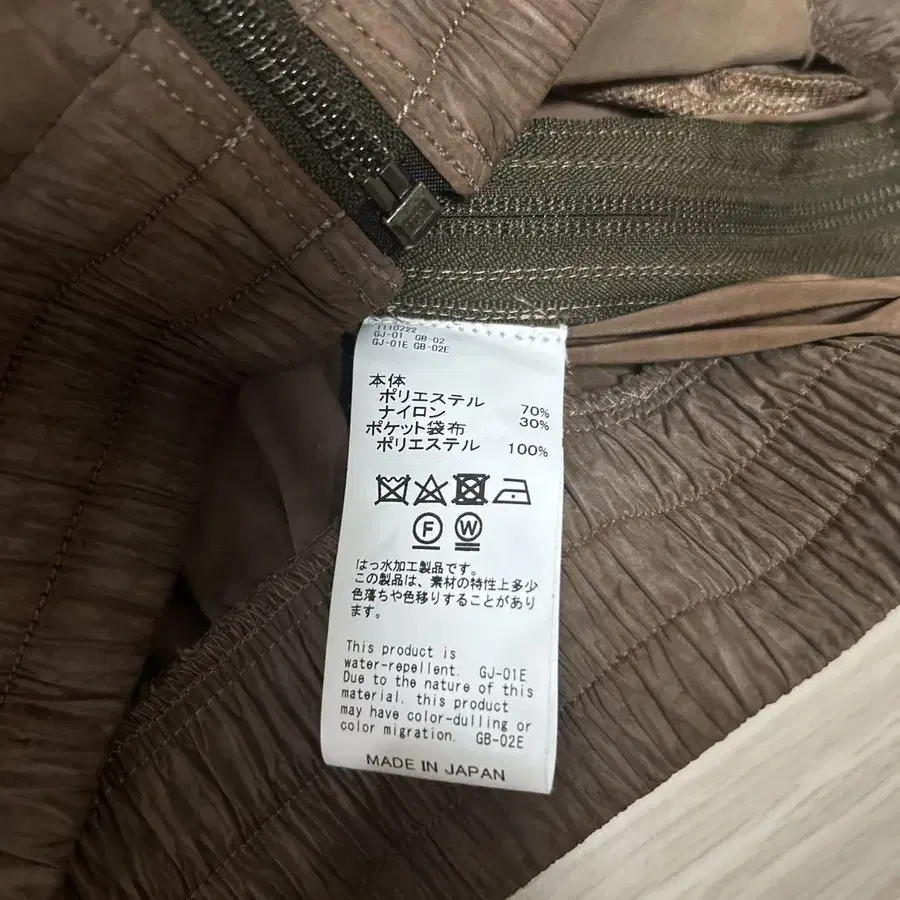 1110222
GJ-01 GB-02
GJ-01E GB-02E
本体
ポリエステル 70%
ナイロン 30%
ポケット袋布
ポリエステル 100%
F W
はっ水加工製品です。
この製品は、素材の特性上多少
色落ちや色移りすることがあり
ます。
This product is
water-repellent. GJ-01E
Due to the nature of this
material, this product
may have color-dulling or
color migration. GB-02E
MADE IN JAPAN